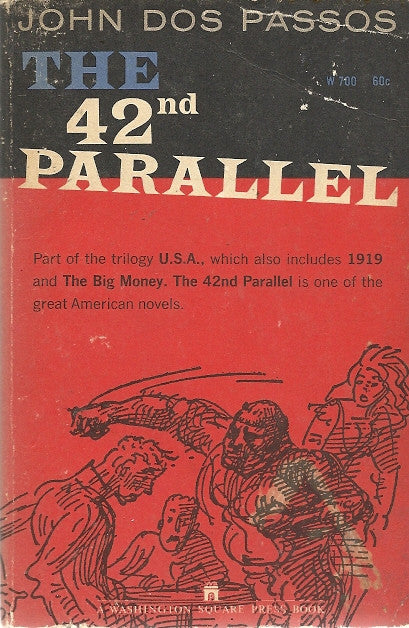 JOHN DOS PASSOS
THE
W 700 60c
42nd
PARALLEL
Part of the trilogy U.S.A., which also includes 1919
and The Big Money. The 42nd Parallel is one of the
great American novels.
A WASHINGTON SQUARE PRESS BOOK